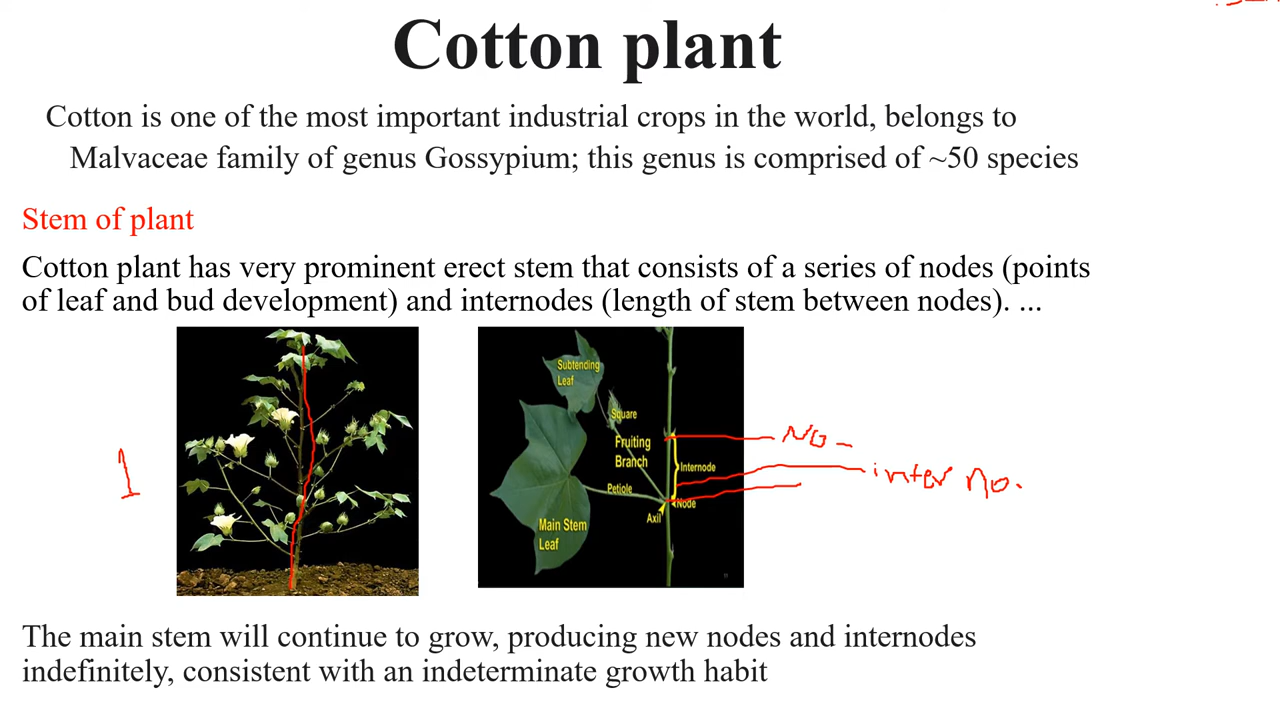 Cotton plant
Cotton is one of the most important industrial crops in the world, belongs to
Malvaceae family of genus Gossypium; this genus is comprised of ~50 species
Stem of plant
Cotton plant has very prominent erect stem that consists of a series of nodes (points
of leaf and bud development) and internodes (length of stem between nodes). ...
1
Subtending
Leaf
Square
Fruiting
Branch
Internode
Petiole
Node
Axil
Main Stem
Leaf
NO -
inter no.
The main stem will continue to grow, producing new nodes and internodes
indefinitely, consistent with an indeterminate growth habit